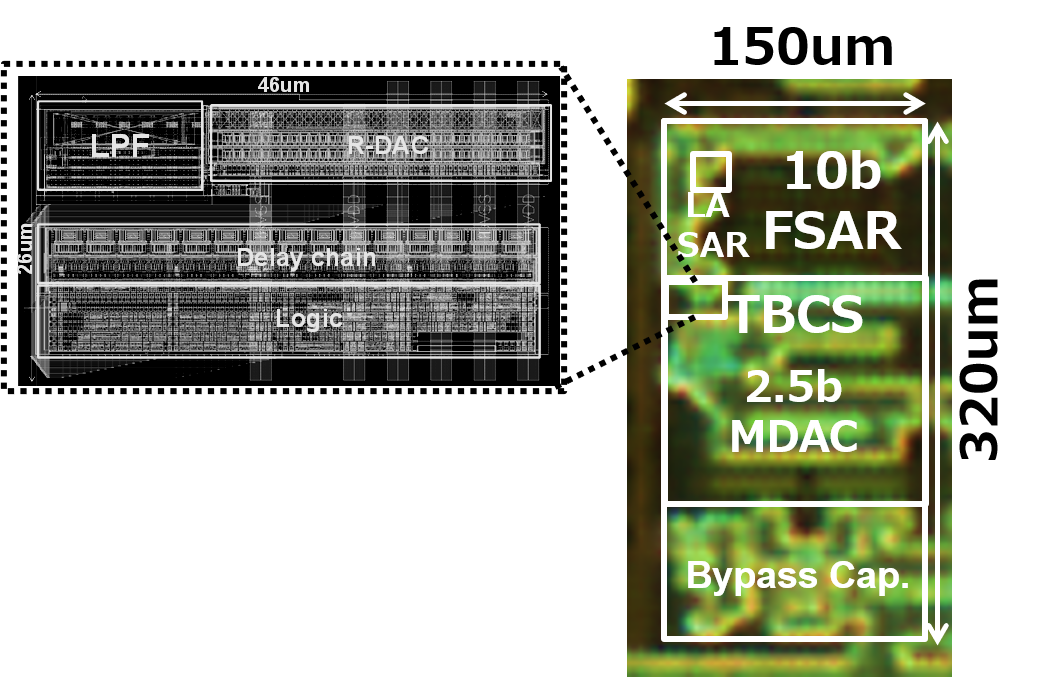 46um
LPF
R-DAC
26um
Delay chain
Logic
150um
10b
FSAR
LA
SAR
TBCS
2.5b
MDAC
320um
Bypass Cap.